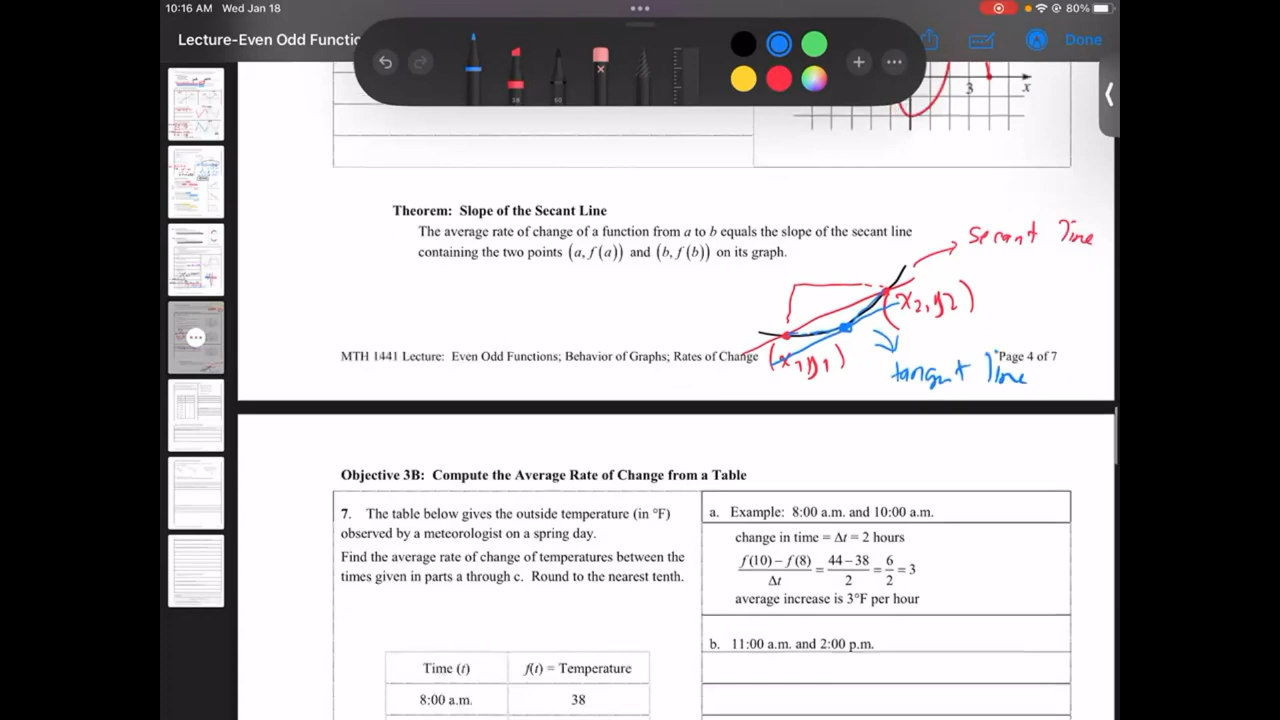 10:16 AM Wed Jan 18
80%
Lecture-Even Odd Functio
Done
3
x
Theorem: Slope of the Secant Line
The average rate of change of a function from a to b equals the slope of the secant line
containing the two points (a, f(a)) and (b, f(b)) on its graph.
secant line
(x2, y2)
(x1, y1)
tangent line
MTH 1441 Lecture: Even Odd Functions; Behavior of Graphs; Rates of Change
Page 4 of 7
Objective 3B: Compute the Average Rate of Change from a Table
7. The table below gives the outside temperature (in °F)
observed by a meteorologist on a spring day.
Find the average rate of change of temperatures between the
times given in parts a through c. Round to the nearest tenth.
Time (t) f(t) = Temperature
8:00 a.m. 38
a. Example: 8:00 a.m. and 10:00 a.m.
change in time = Δt = 2 hours
f(10) – f(8) / Δt = 44 – 38 / 2 = 6 / 2 = 3
average increase is 3°F per hour
b. 11:00 a.m. and 2:00 p.m.